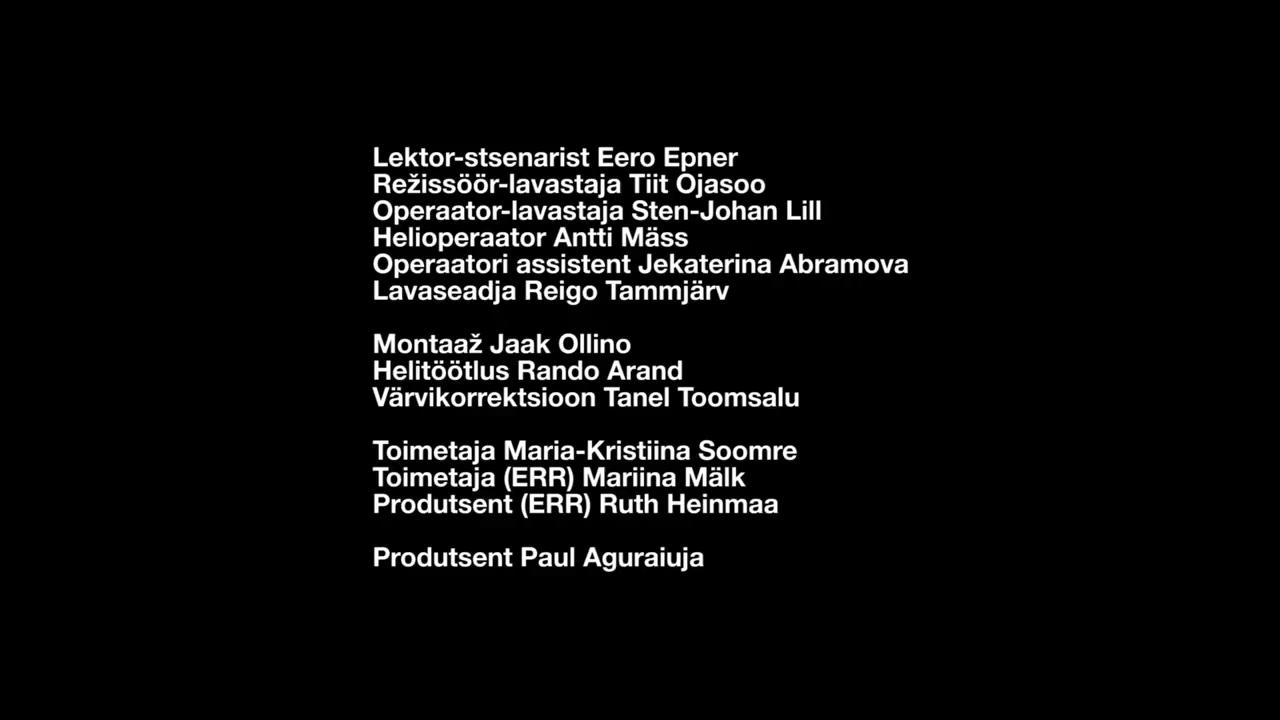 Lektor-stsenarist Eero Epner
Režissöör-lavastaja Tiit Ojasoo
Operaator-lavastaja Sten-Johan Lill
Helioperaator Antti Mäss
Operaatori assistent Jekaterina Abramova
Lavaseadja Reigo Tammjärv
Montaaž Jaak Ollino
Helitöötlus Rando Arand
Värvikorrektsioon Tanel Toomsalu
Toimetaja Maria-Kristiina Soomre
Toimetaja (ERR) Mariina Mälk
Produtsent (ERR) Ruth Heinmaa
Produtsent Paul Aguraiuja